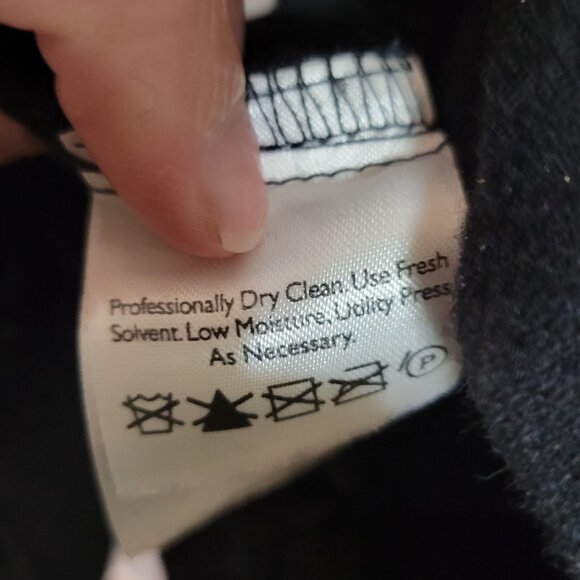 Professionally Dry Clean. Use Fresh
Solvent. Low Moisture. Utility Press
As Necessary.
P